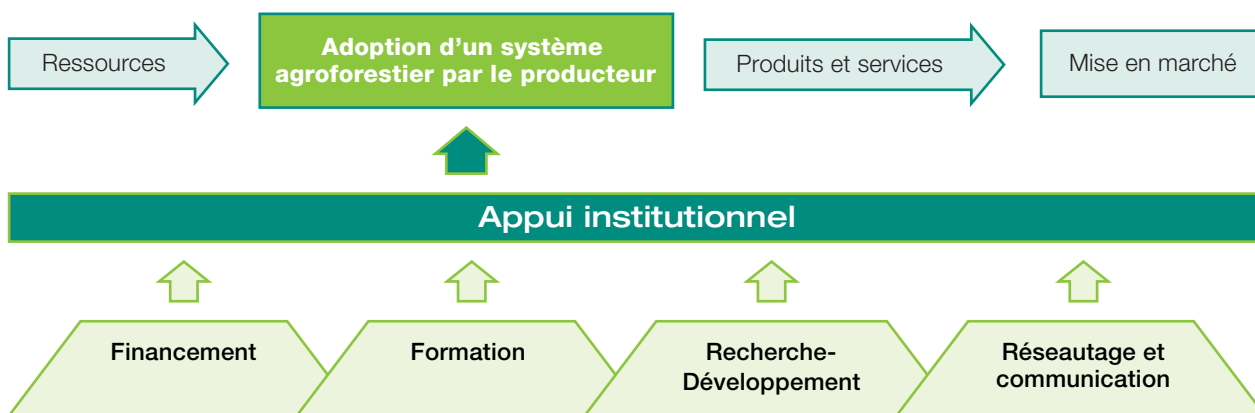 Ressources
Adoption d’un système
agroforestier par le producteur
Produits et services
Mise en marché
Appui institutionnel
Financement
Formation
Recherche-
Développement
Réseautage et
communication